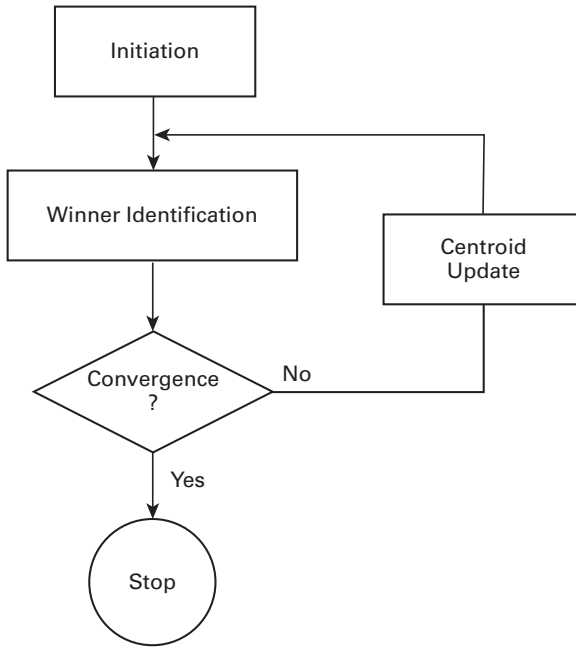 Initiation
Winner Identification
Centroid
Update
Convergence
?
No
Yes
Stop